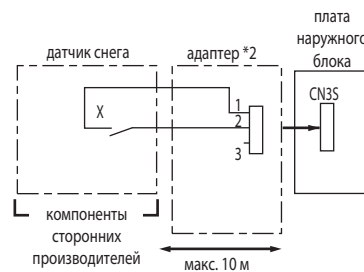 датчик снега
адаптер *2
плата
наружного
блока
CN3S
X
1
2
3
компоненты
сторонних
производителей
макс. 10 м